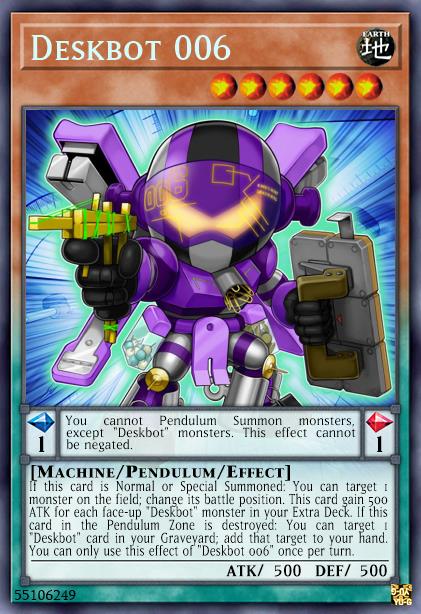 Deskbot 006
EARTH
地
006
1
You cannot Pendulum Summon monsters,
except "Deskbot" monsters. This effect cannot
be negated.
1
[Machine/Pendulum/Effect]
If this card is Normal or Special Summoned: You can target 1
monster on the field; change its battle position. This card gain 500
ATK for each face-up "Deskbot" monster in your Extra Deck. If this
card in the Pendulum Zone is destroyed: You can target 1
"Deskbot" card in your Graveyard; add that target to your hand.
You can only use this effect of "Deskbot 006" once per turn.
ATK/ 500 DEF/ 500
55106249